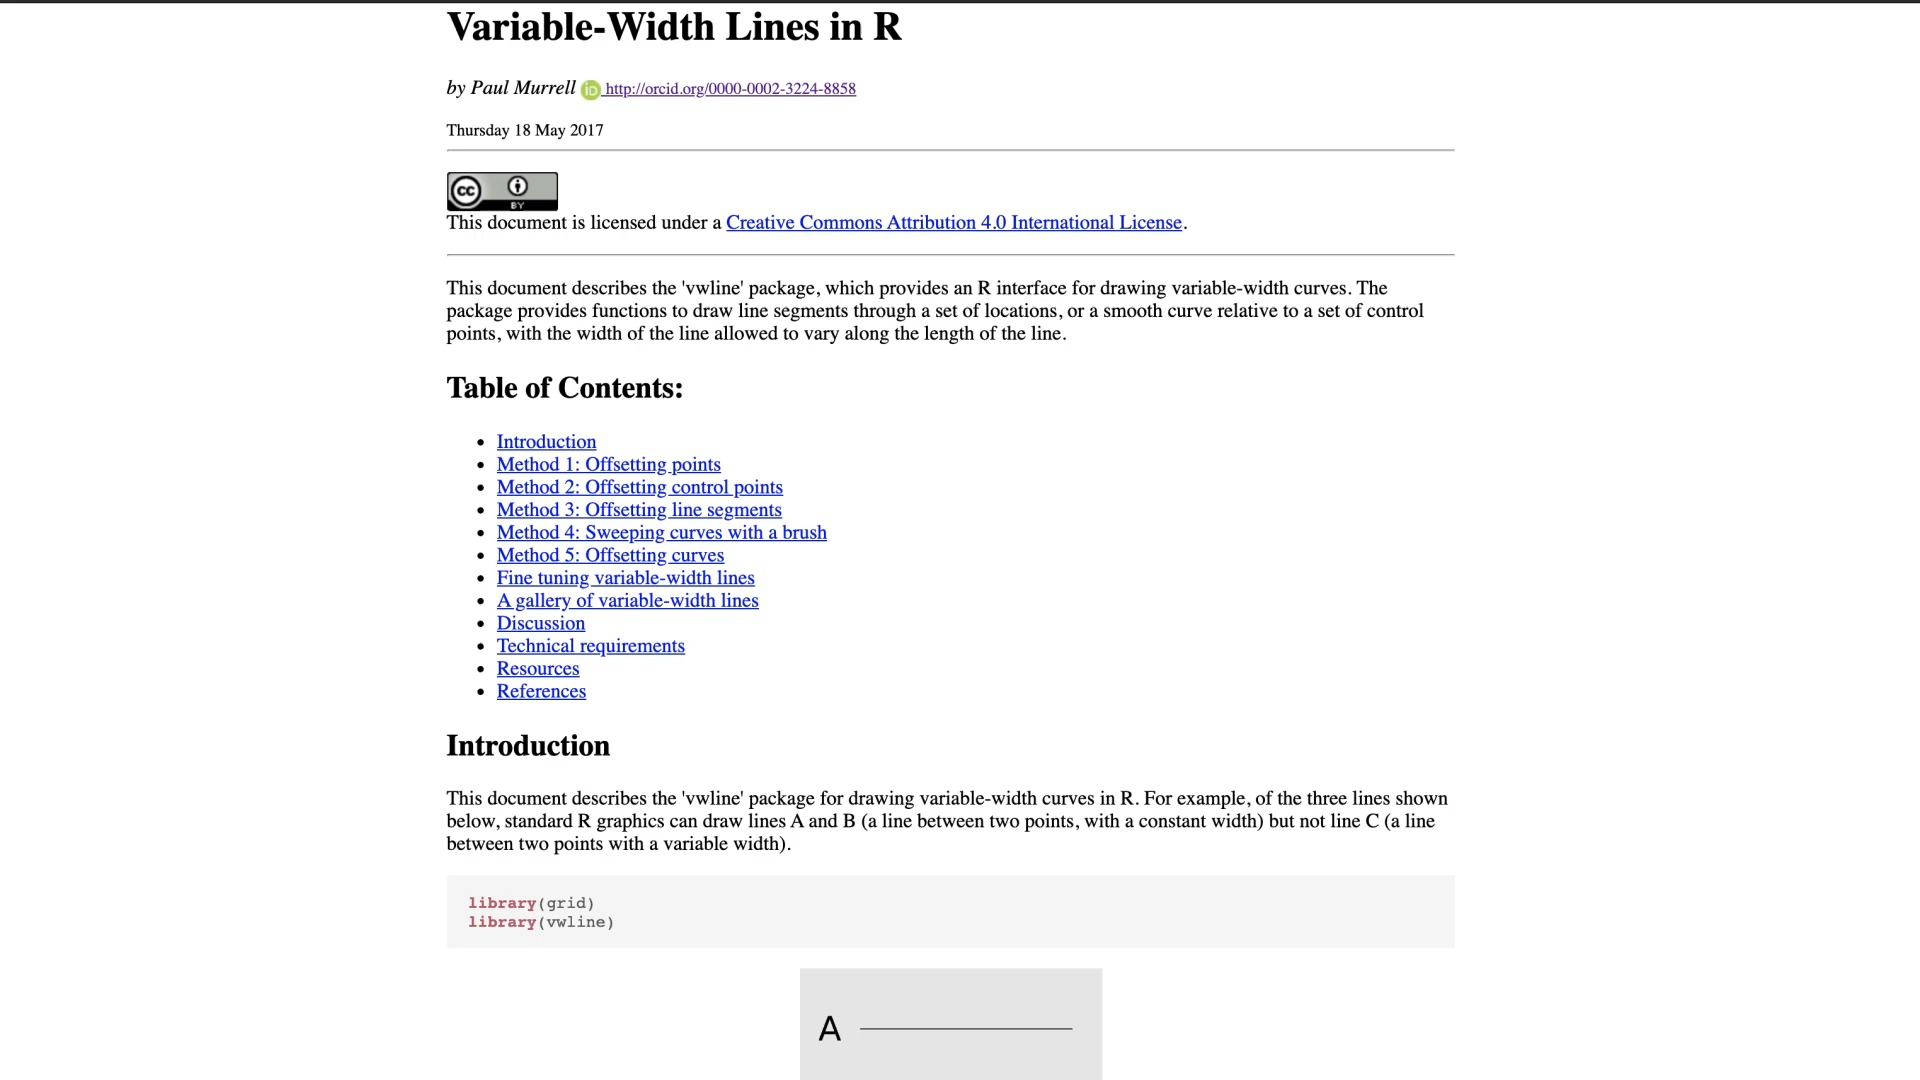 Variable-Width Lines in R
by Paul Murrell iD http://orcid.org/0000-0002-3224-8858
Thursday 18 May 2017
cc BY
This document is licensed under a Creative Commons Attribution 4.0 International License.
This document describes the 'vwline' package, which provides an R interface for drawing variable-width curves. The
package provides functions to draw line segments through a set of locations, or a smooth curve relative to a set of control
points, with the width of the line allowed to vary along the length of the line.
Table of Contents:
• Introduction
• Method 1: Offsetting points
• Method 2: Offsetting control points
• Method 3: Offsetting line segments
• Method 4: Sweeping curves with a brush
• Method 5: Offsetting curves
• Fine tuning variable-width lines
• A gallery of variable-width lines
• Discussion
• Technical requirements
• Resources
• References
Introduction
This document describes the 'vwline' package for drawing variable-width curves in R. For example, of the three lines shown
below, standard R graphics can draw lines A and B (a line between two points, with a constant width) but not line C (a line
between two points with a variable width).
library(grid)
library(vwline)
A